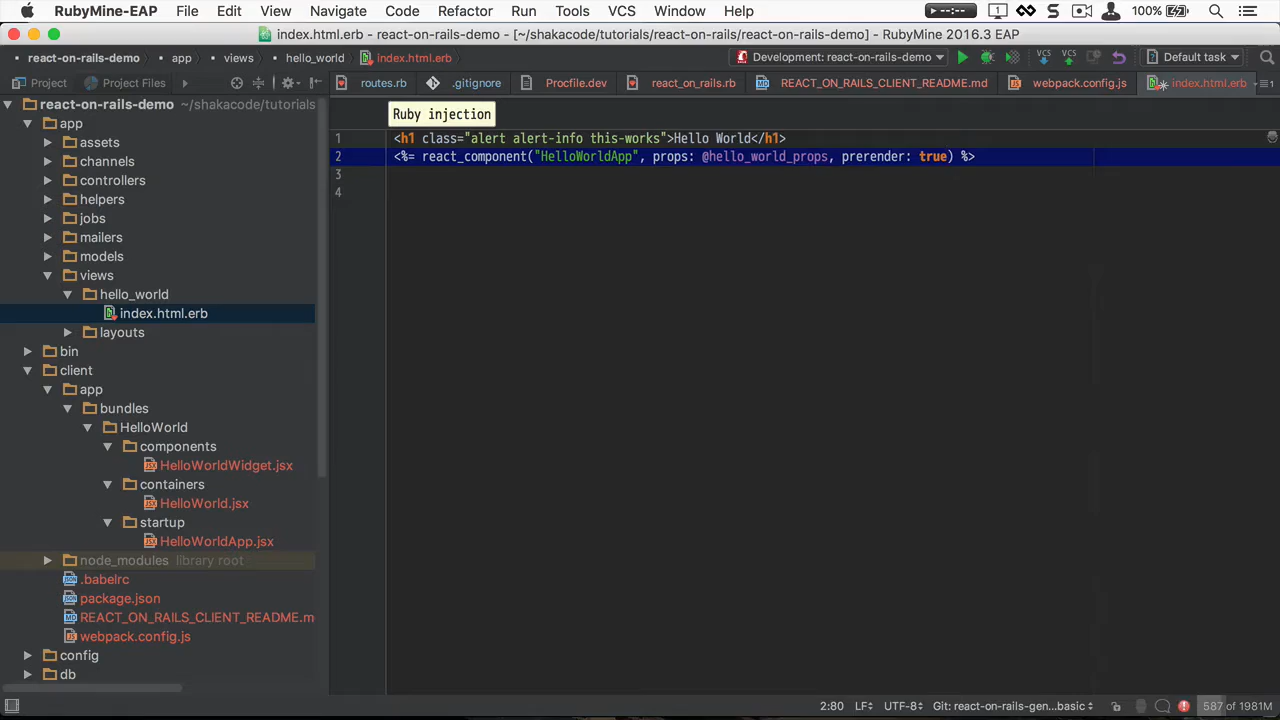 RubyMine-EAP File Edit View Navigate Code Refactor Run Tools VCS Window Help 100%
index.html.erb - react-on-rails-demo - [~/shakacode/tutorials/react-on-rails/react-on-rails-demo] - RubyMine 2016.3 EAP
react-on-rails-demo app views hello_world index.html.erb Development: react-on-rails-demo VCS VCS Default task
Project Project Files routes.rb .gitignore Procfile.dev react_on_rails.rb REACT_ON_RAILS_CLIENT_README.md webpack.config.js index.html.erb
react-on-rails-demo ~/shakacode/tutorials
app
assets
channels
controllers
helpers
jobs
mailers
models
views
hello_world
index.html.erb
layouts
bin
client
app
bundles
HelloWorld
components
HelloWorldWidget.jsx
containers
HelloWorld.jsx
startup
HelloWorldApp.jsx
node_modules library root
.babelrc
package.json
REACT_ON_RAILS_CLIENT_README.m
webpack.config.js
config
db
Ruby injection
1 <h1 class="alert alert-info this-works">Hello World</h1>
2 <%= react_component("HelloWorldApp", props: @hello_world_props, prerender: true) %>
3
4
2:80 LF UTF-8 Git: react-on-rails-gen...basic 587 of 1981M